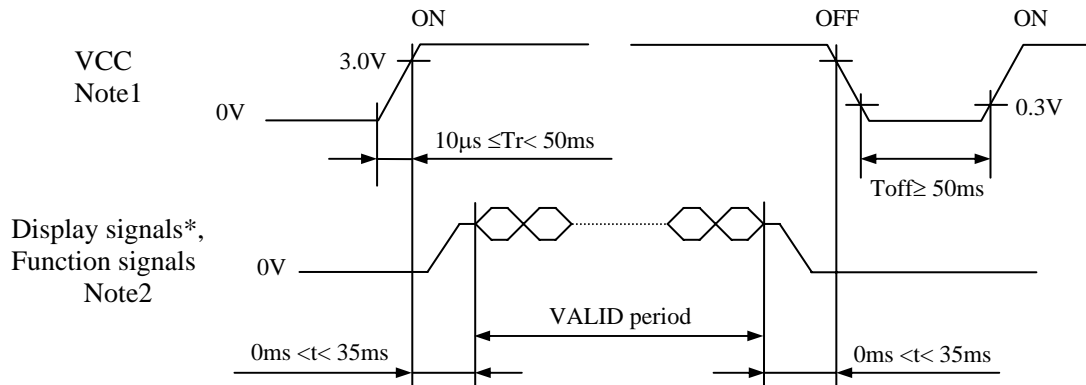 ON OFF ON
VCC
Note1
3.0V
0V
0.3V
10μs ≤Tr< 50ms
Toff≥ 50ms
Display signals*,
Function signals
Note2
0V
VALID period
0ms <t< 35ms
0ms <t< 35ms